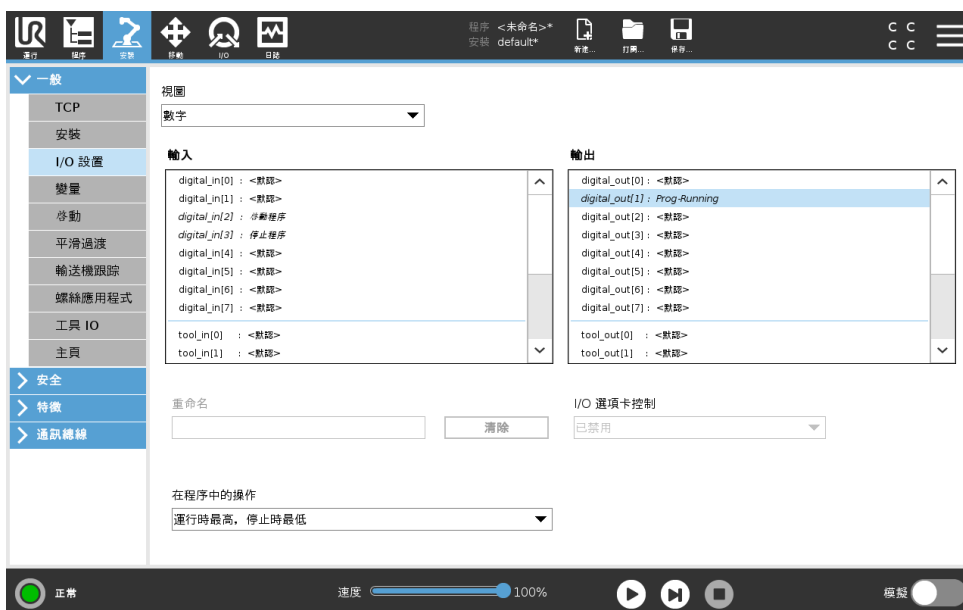 運行 程序 安裝 移動 I/O 日誌
程序 <未命名>*
安裝 default*
新建... 打開... 保存...
C C
C C
一般
TCP
安裝
I/O 設置
變量
啓動
平滑過渡
輸送機跟踪
螺絲應用程式
工具 IO
主頁
安全
特徵
通訊總線
視圖
數字
輸入
digital_in[0] : <默認>
digital_in[1] : <默認>
digital_in[2] : 啓動程序
digital_in[3] : 停止程序
digital_in[4] : <默認>
digital_in[5] : <默認>
digital_in[6] : <默認>
digital_in[7] : <默認>
tool_in[0] : <默認>
tool_in[1] : <默認>
輸出
digital_out[0] : <默認>
digital_out[1] : Prog-Running
digital_out[2] : <默認>
digital_out[3] : <默認>
digital_out[4] : <默認>
digital_out[5] : <默認>
digital_out[6] : <默認>
digital_out[7] : <默認>
tool_out[0] : <默認>
tool_out[1] : <默認>
重命名
清除
I/O 選項卡控制
已禁用
在程序中的操作
運行時最高，停止時最低
正常
速度 100%
模擬